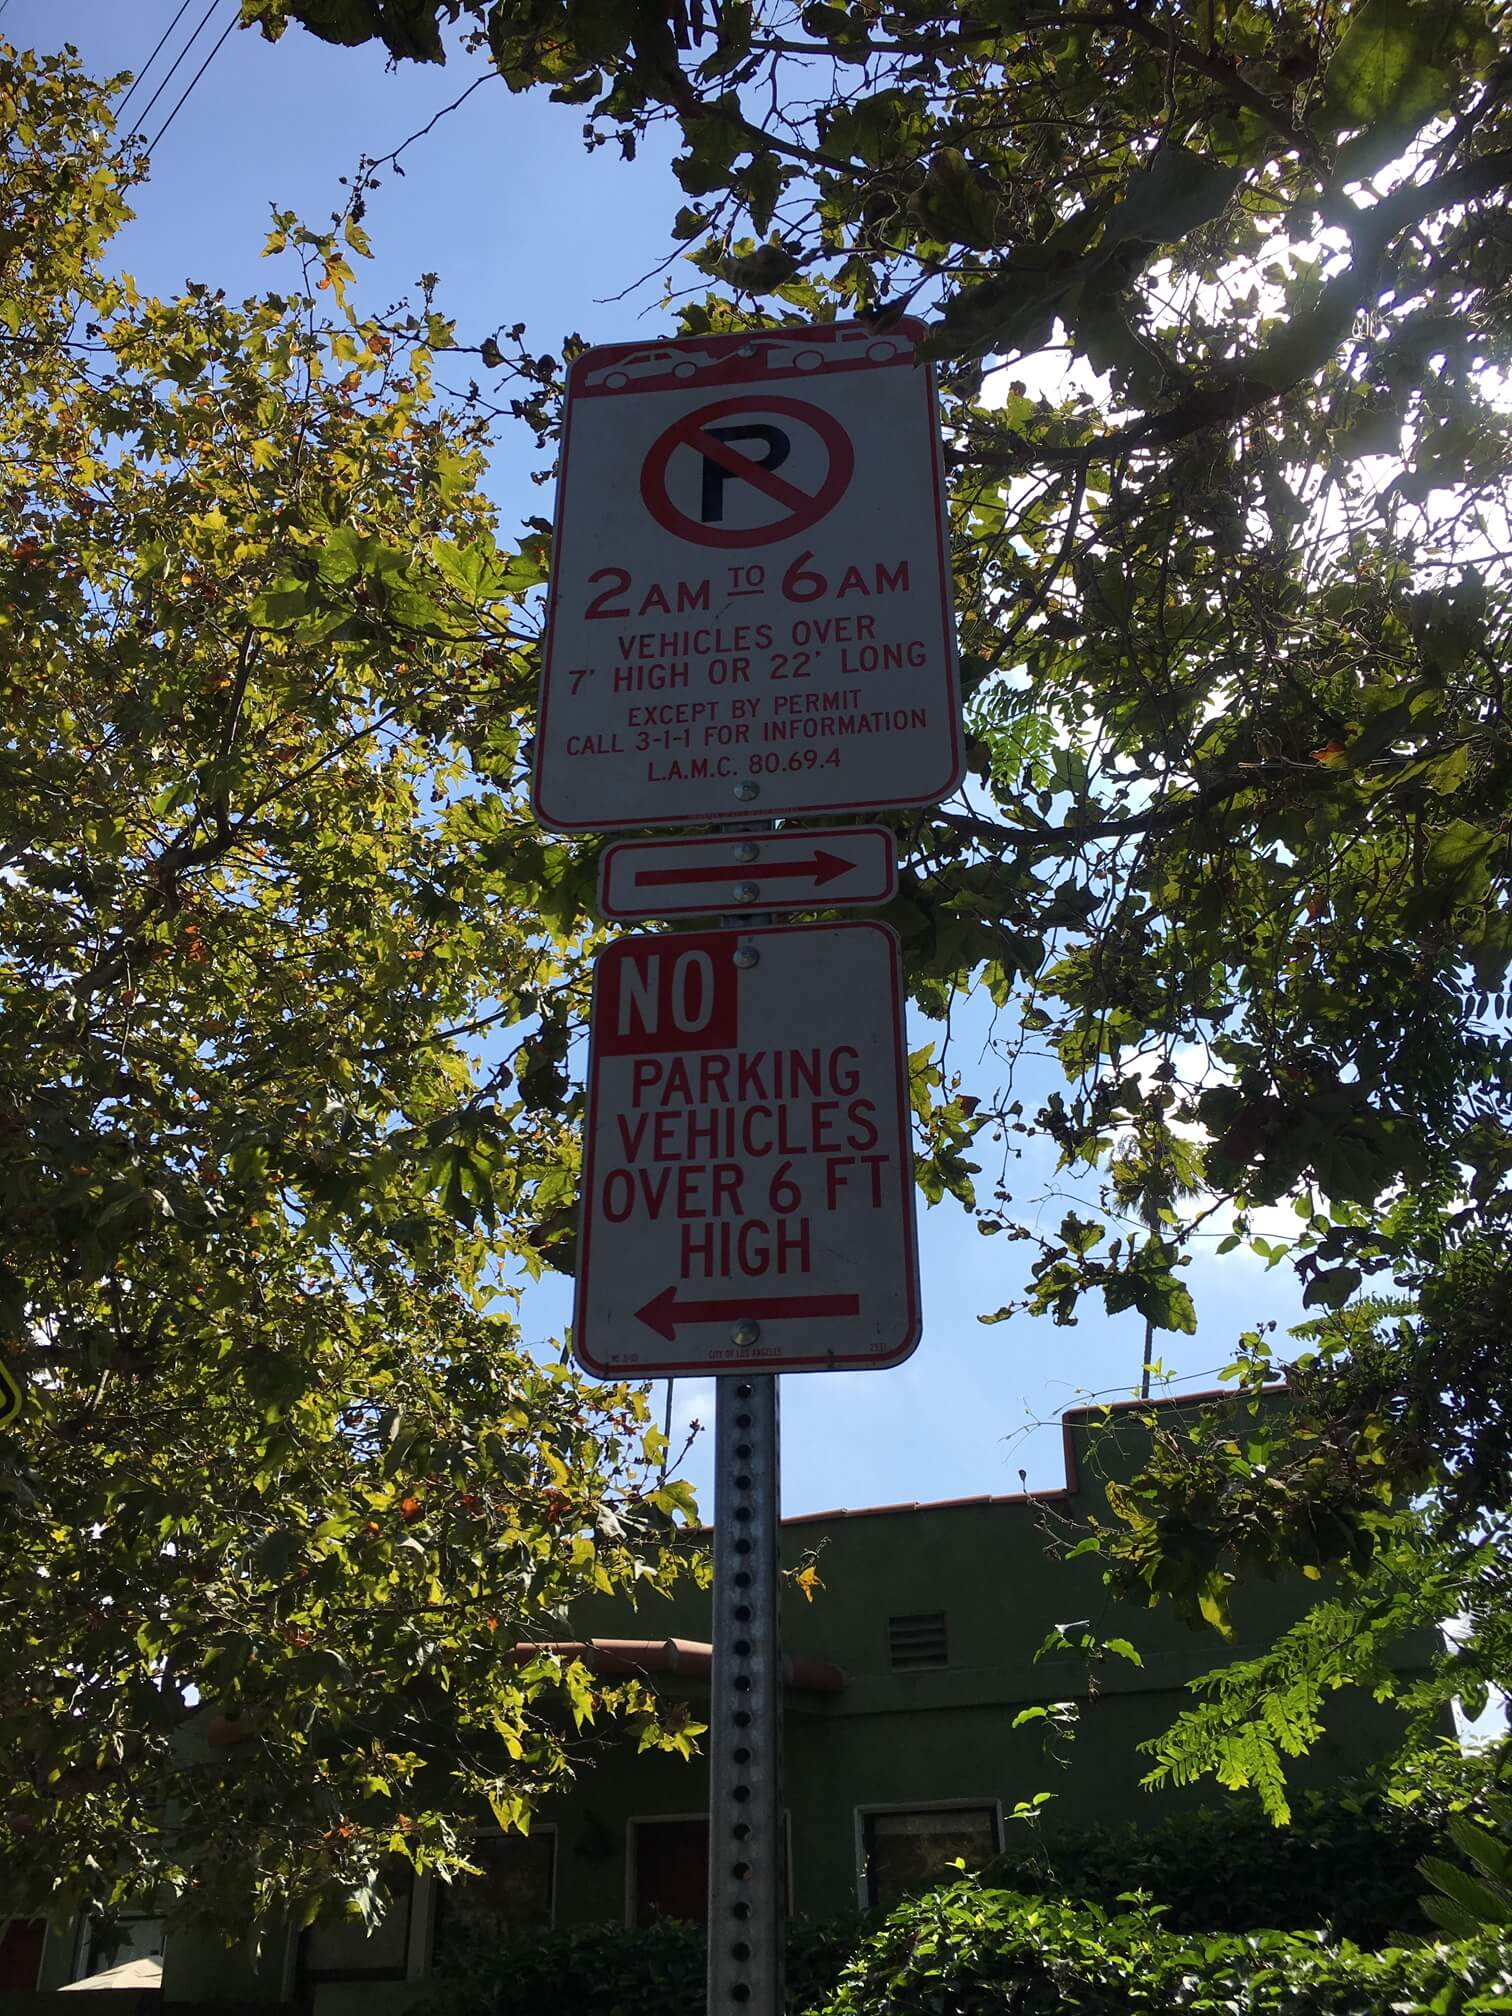 P
2AM TO 6AM
VEHICLES OVER
7' HIGH OR 22' LONG
EXCEPT BY PERMIT
CALL 3-1-1 FOR INFORMATION
L.A.M.C. 80.69.4
NO
PARKING
VEHICLES
OVER 6 FT
HIGH
CITY OF LOS ANGELES